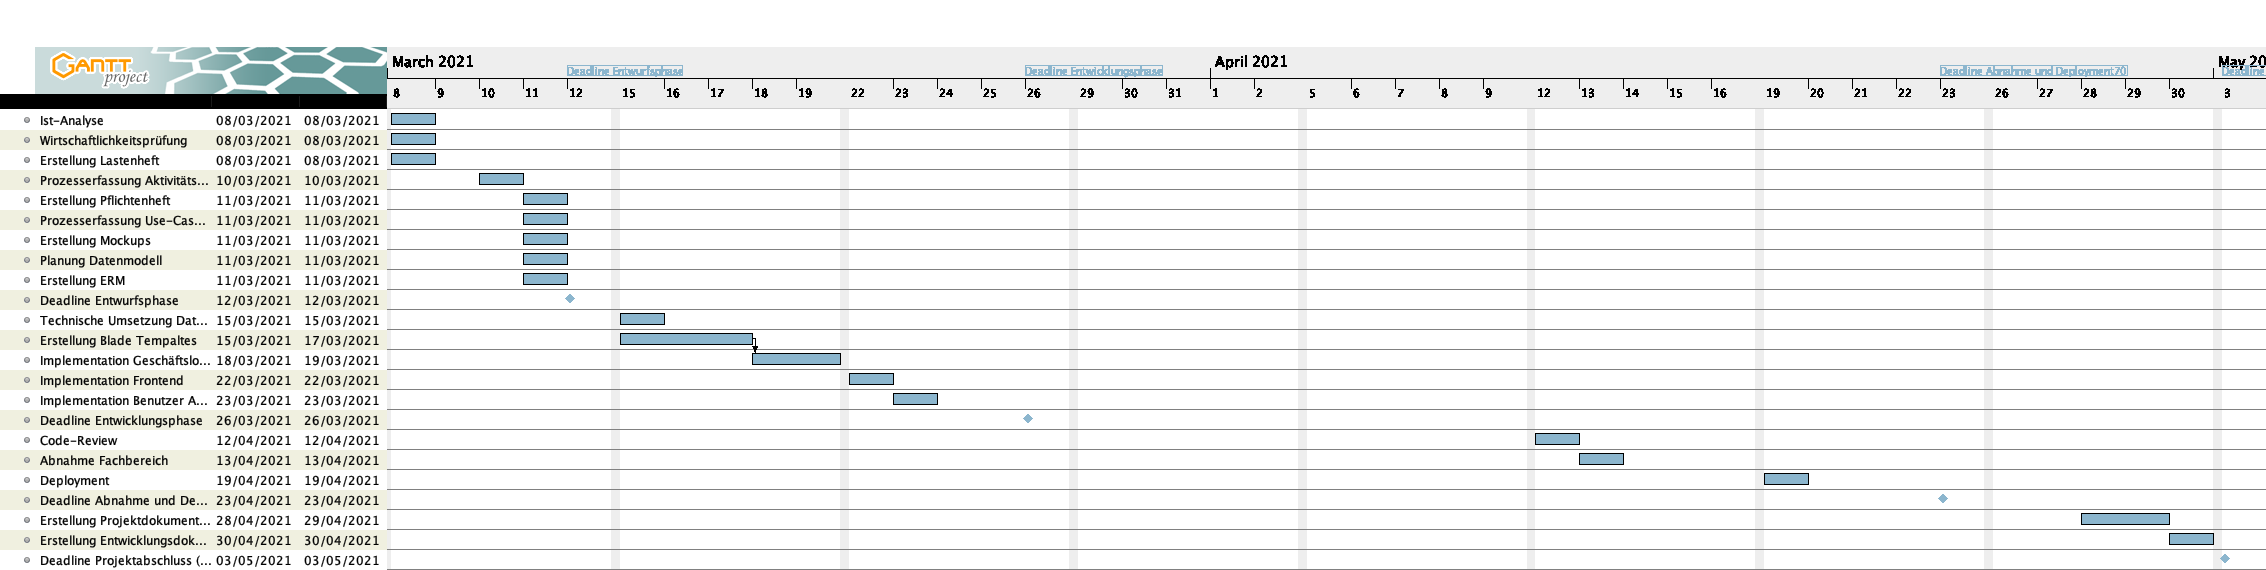 GANTT
project
March 2021
April 2021
May 20
Deadline Entwurfsphase
Deadline Entwicklungsphase
Deadline Abnahme und Deployment70
Deadline
8 9 10 11 12 15 16 17 18 19 22 23 24 25 26 29 30 31 1 2 5 6 7 8 9 12 13 14 15 16 19 20 21 22 23 26 27 28 29 30 3
Ist-Analyse 08/03/2021 08/03/2021
Wirtschaftlichkeitsprüfung 08/03/2021 08/03/2021
Erstellung Lastenheft 08/03/2021 08/03/2021
Prozesserfassung Aktivitäts... 10/03/2021 10/03/2021
Erstellung Pflichtenheft 11/03/2021 11/03/2021
Prozesserfassung Use-Cas... 11/03/2021 11/03/2021
Erstellung Mockups 11/03/2021 11/03/2021
Planung Datenmodell 11/03/2021 11/03/2021
Erstellung ERM 11/03/2021 11/03/2021
Deadline Entwurfsphase 12/03/2021 12/03/2021
Technische Umsetzung Dat... 15/03/2021 15/03/2021
Erstellung Blade Tempaltes 15/03/2021 17/03/2021
Implementation Geschäftslo... 18/03/2021 19/03/2021
Implementation Frontend 22/03/2021 22/03/2021
Implementation Benutzer A... 23/03/2021 23/03/2021
Deadline Entwicklungsphase 26/03/2021 26/03/2021
Code-Review 12/04/2021 12/04/2021
Abnahme Fachbereich 13/04/2021 13/04/2021
Deployment 19/04/2021 19/04/2021
Deadline Abnahme und De... 23/04/2021 23/04/2021
Erstellung Projektdokument... 28/04/2021 29/04/2021
Erstellung Entwicklungsdok... 30/04/2021 30/04/2021
Deadline Projektabschluss (... 03/05/2021 03/05/2021